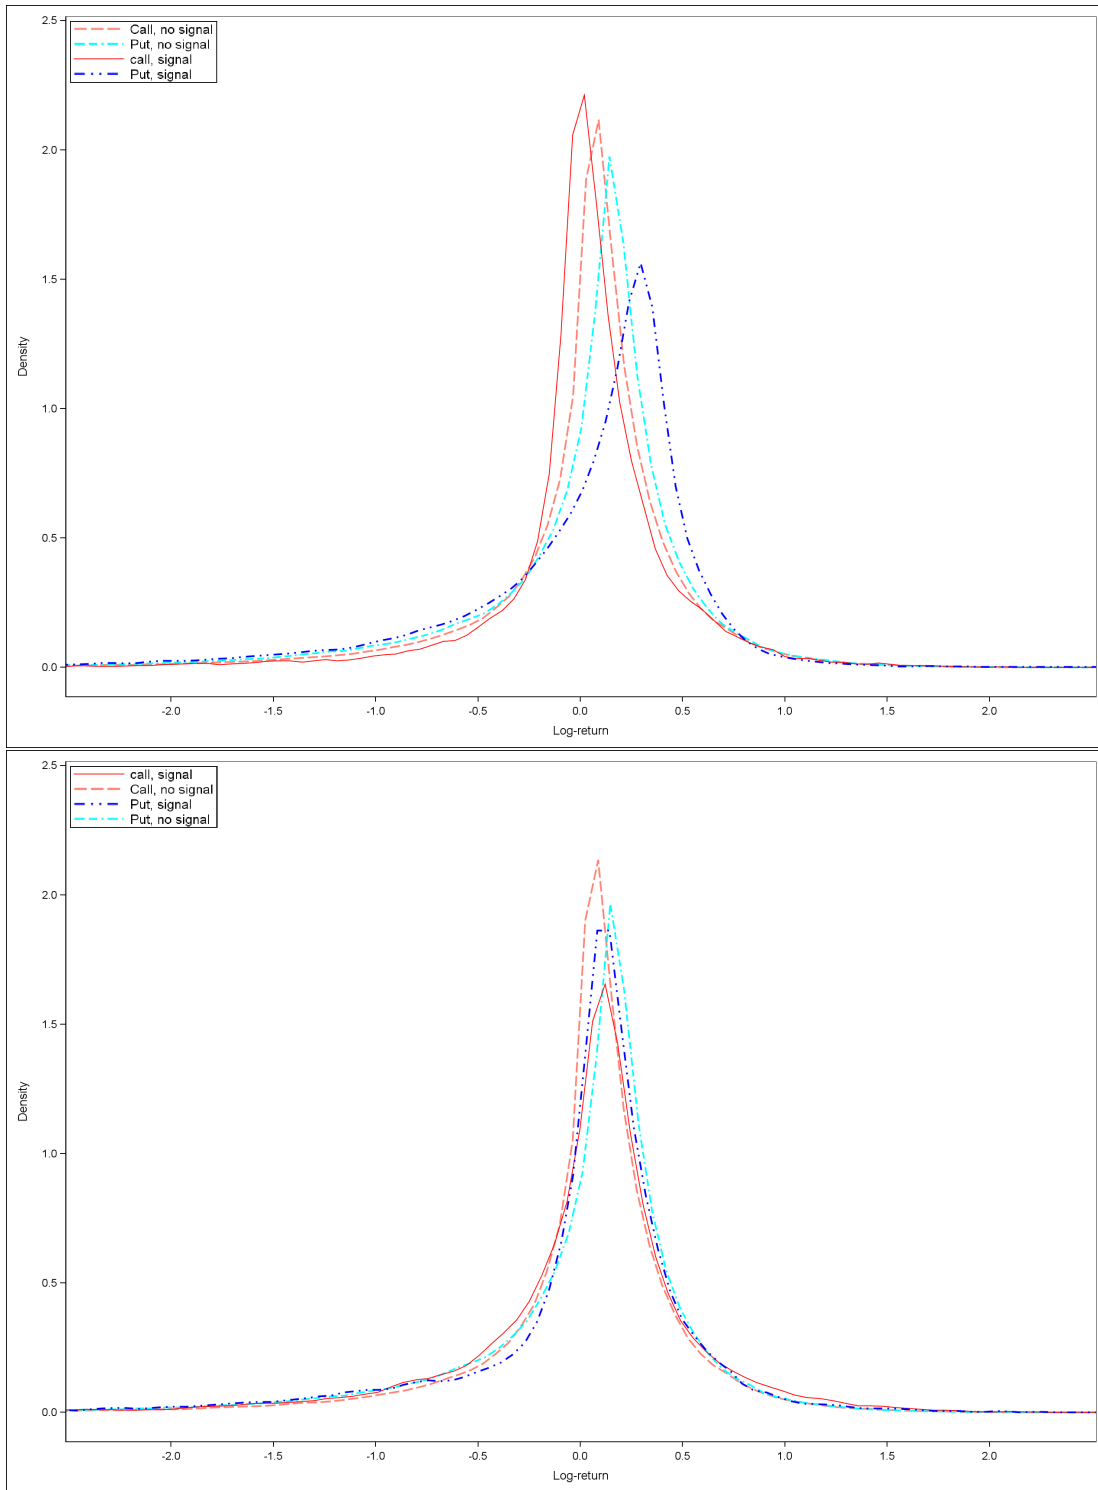 2.5
Call, no signal
Put, no signal
call, signal
Put, signal
2.0
1.5
Density
1.0
0.5
0.0
-2.0 -1.5 -1.0 -0.5 0.0 0.5 1.0 1.5 2.0
Log-return
2.5
call, signal
Call, no signal
Put, signal
Put, no signal
2.0
1.5
Density
1.0
0.5
0.0
-2.0 -1.5 -1.0 -0.5 0.0 0.5 1.0 1.5 2.0
Log-return